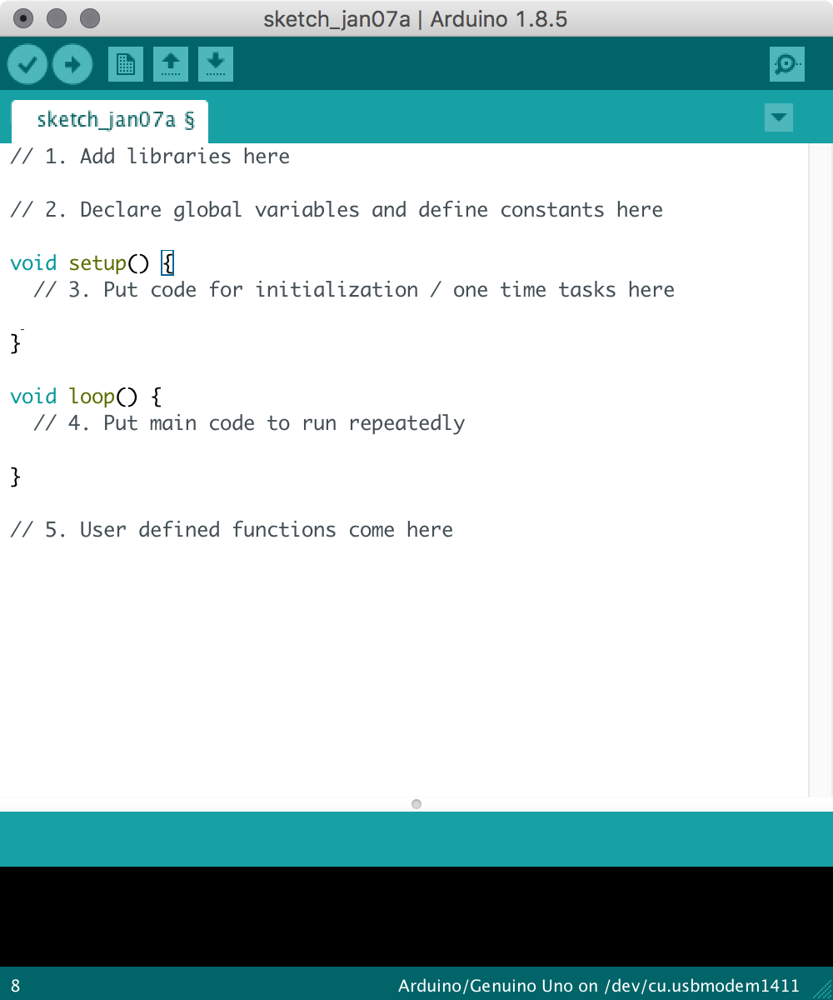 sketch_jan07a | Arduino 1.8.5
sketch_jan07a §
// 1. Add libraries here
// 2. Declare global variables and define constants here
void setup() {
// 3. Put code for initialization / one time tasks here
}
void loop() {
// 4. Put main code to run repeatedly
}
// 5. User defined functions come here
8 Arduino/Genuino Uno on /dev/cu.usbmodem1411